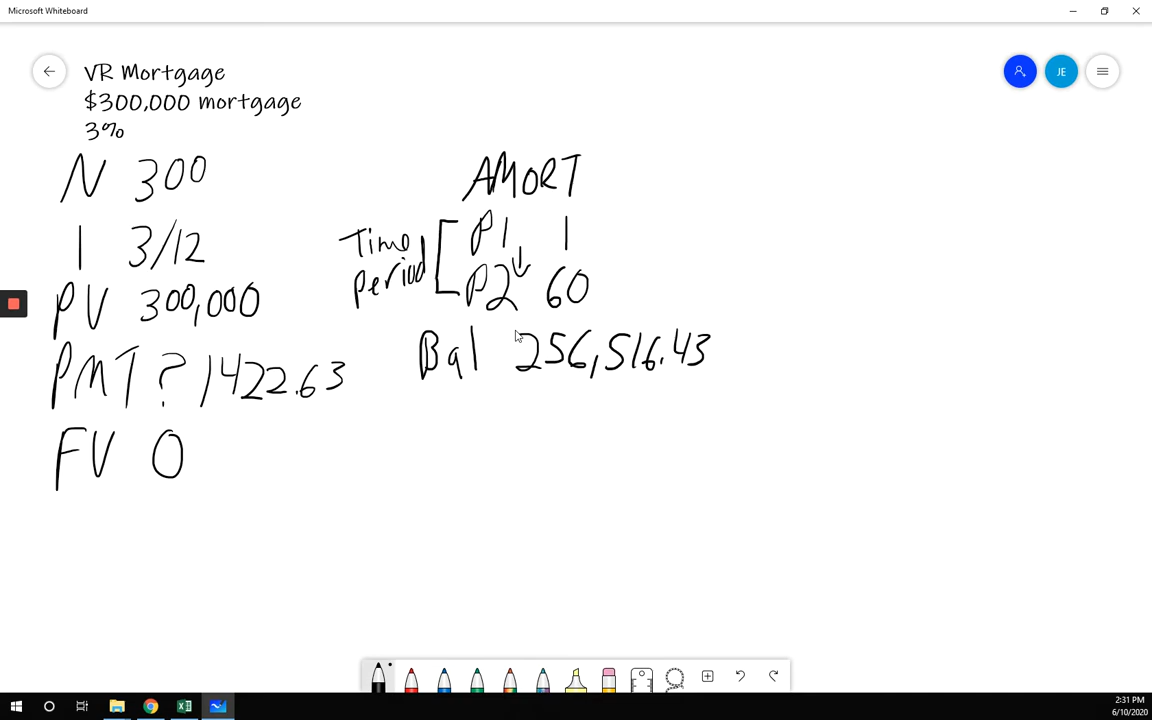 Microsoft Whiteboard
VR Mortgage
$300,000 mortgage
3%
N 300
I 3/12
PV 300,000
PMT ? 1422.63
FV 0
AMORT
Time period
P1 1
P2 ↓ 60
Bal 256,516.43
JE
2:31 PM
6/10/2020